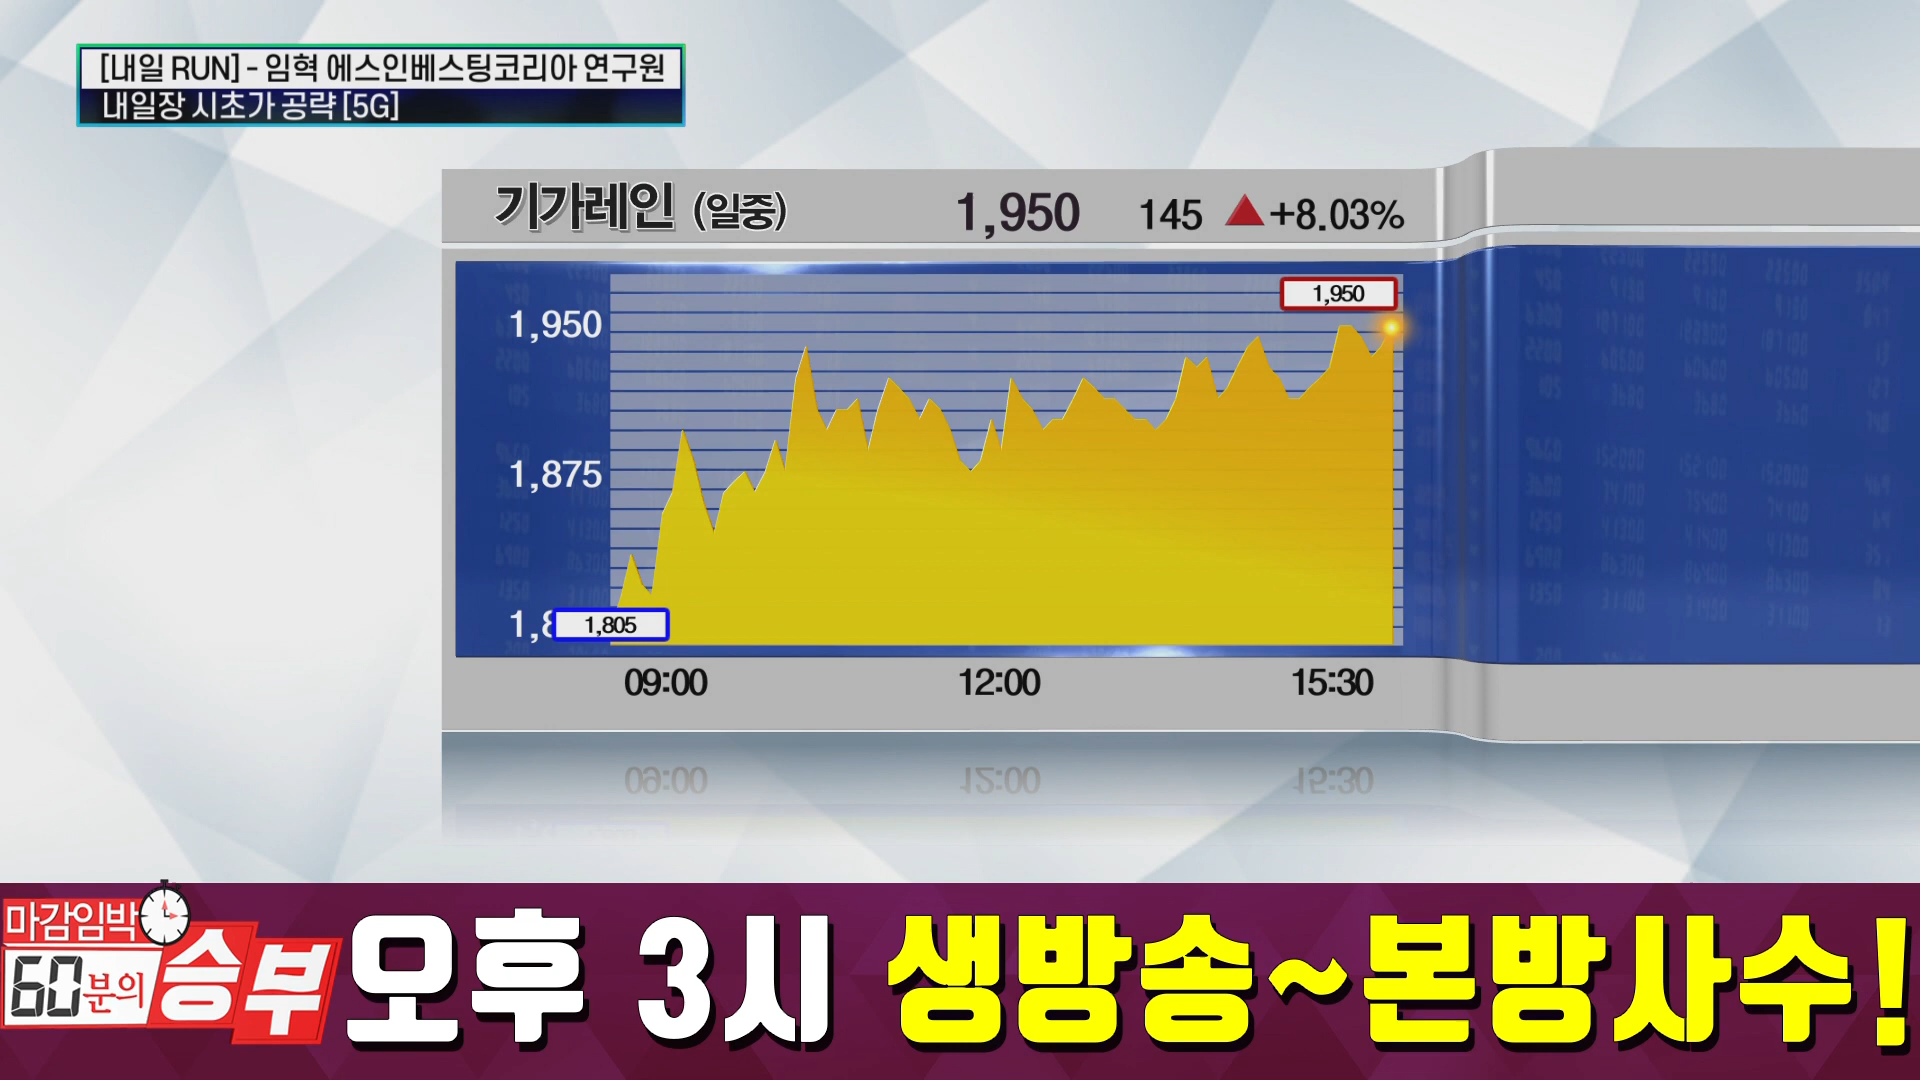 [내일 RUN] - 임혁 에스인베스팅코리아 연구원
내일장 시초가 공략 [5G]
기가레인 (일중) 1,950 145 ▲+8.03%
1,950
1,950
1,875
1,805
09:00 12:00 15:30
마감임박
60분의 승부
오후 3시 생방송~본방사수!